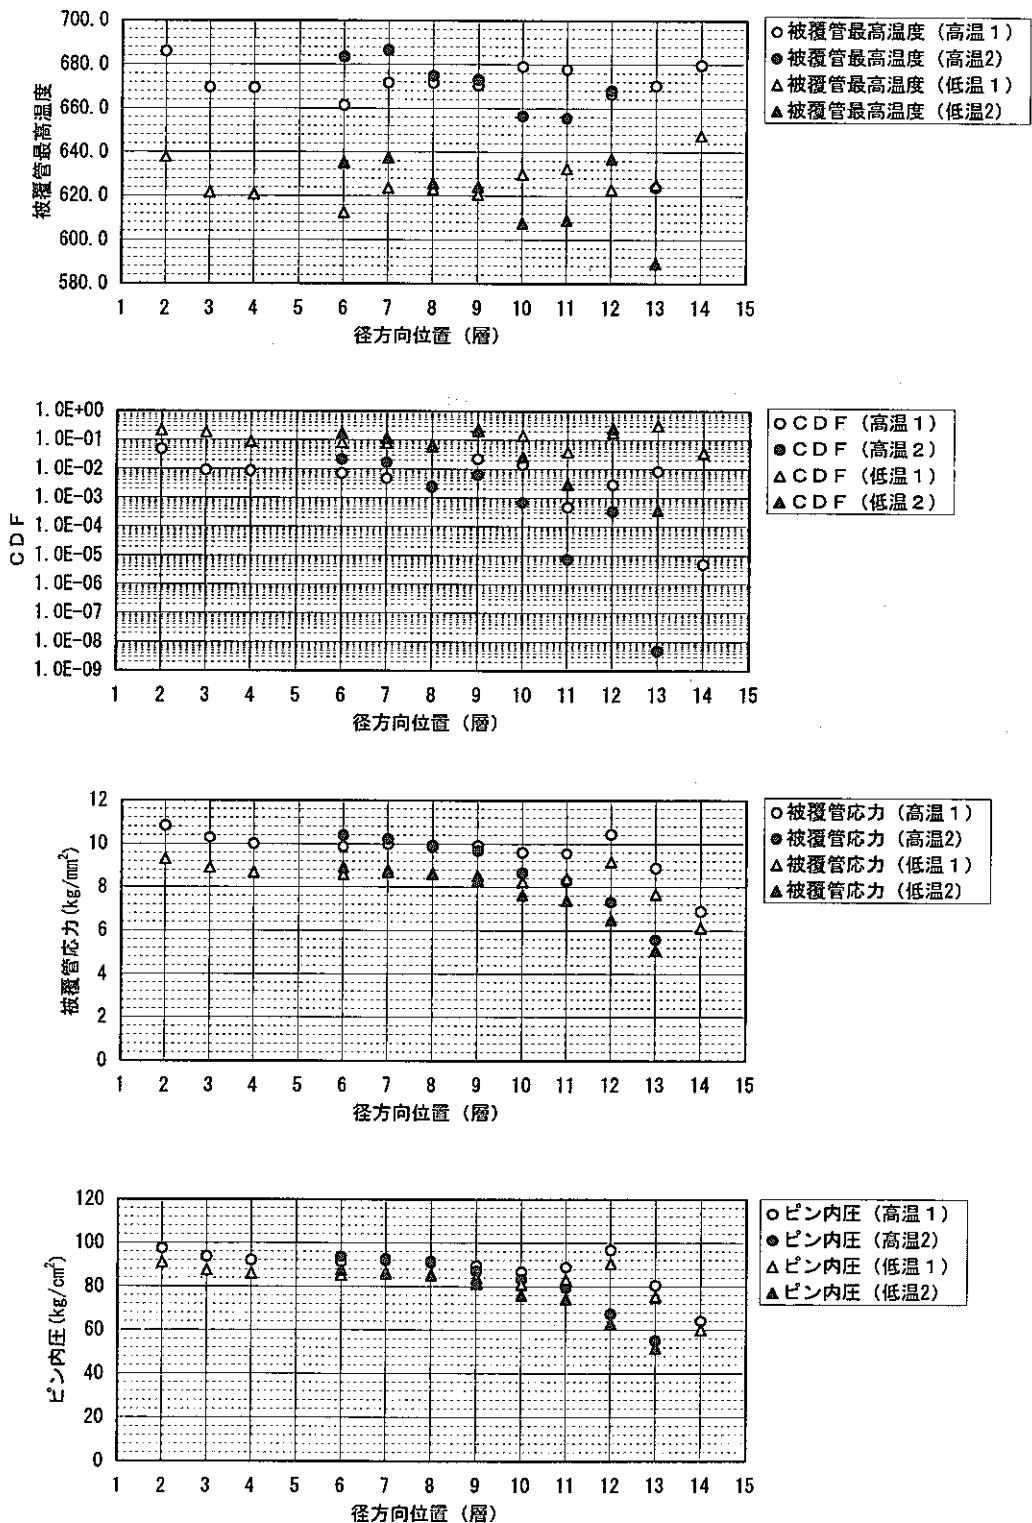 700.0
680.0
660.0
640.0
620.0
600.0
580.0
被覆管最高温度
1 2 3 4 5 6 7 8 9 10 11 12 13 14 15
径方向位置（層）
被覆管最高温度（高温１）
被覆管最高温度（高温2）
被覆管最高温度（低温１）
被覆管最高温度（低温2）
1.0E+00
1.0E-01
1.0E-02
1.0E-03
1.0E-04
1.0E-05
1.0E-06
1.0E-07
1.0E-08
1.0E-09
ＣＤＦ
1 2 3 4 5 6 7 8 9 10 11 12 13 14 15
径方向位置（層）
ＣＤＦ（高温１）
ＣＤＦ（高温２）
ＣＤＦ（低温１）
ＣＤＦ（低温２）
12
10
8
6
4
2
0
被覆管応力(kg/mm²)
1 2 3 4 5 6 7 8 9 10 11 12 13 14 15
径方向位置（層）
被覆管応力（高温１）
被覆管応力（高温2）
被覆管応力（低温１）
被覆管応力（低温2）
120
100
80
60
40
20
0
ピン内圧(kg/cm²)
1 2 3 4 5 6 7 8 9 10 11 12 13 14 15
径方向位置（層）
ピン内圧（高温１）
ピン内圧（高温2）
ピン内圧（低温１）
ピン内圧（低温2）